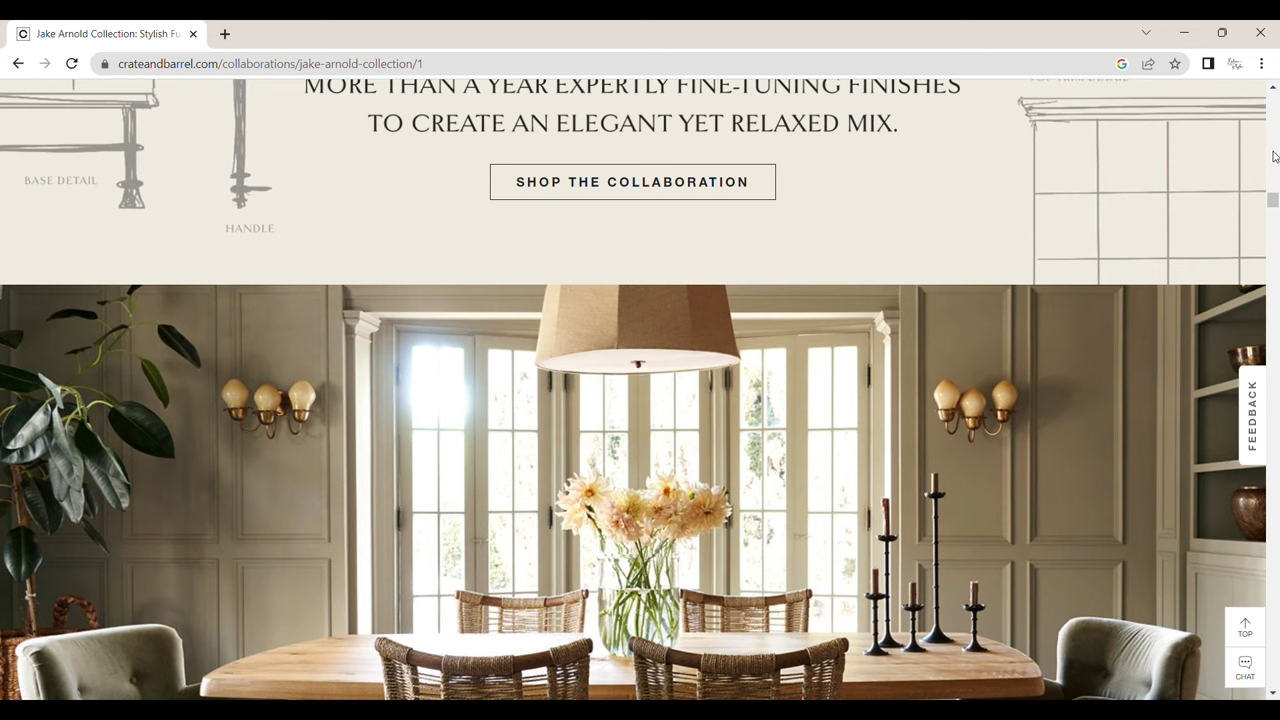 Jake Arnold Collection: Stylish Fu
crateandbarrel.com/collaborations/jake-arnold-collection/1
MORE THAN A YEAR EXPERTLY FINE-TUNING FINISHES
TO CREATE AN ELEGANT YET RELAXED MIX.
BASE DETAIL
SHOP THE COLLABORATION
HANDLE
FEEDBACK
TOP
CHAT